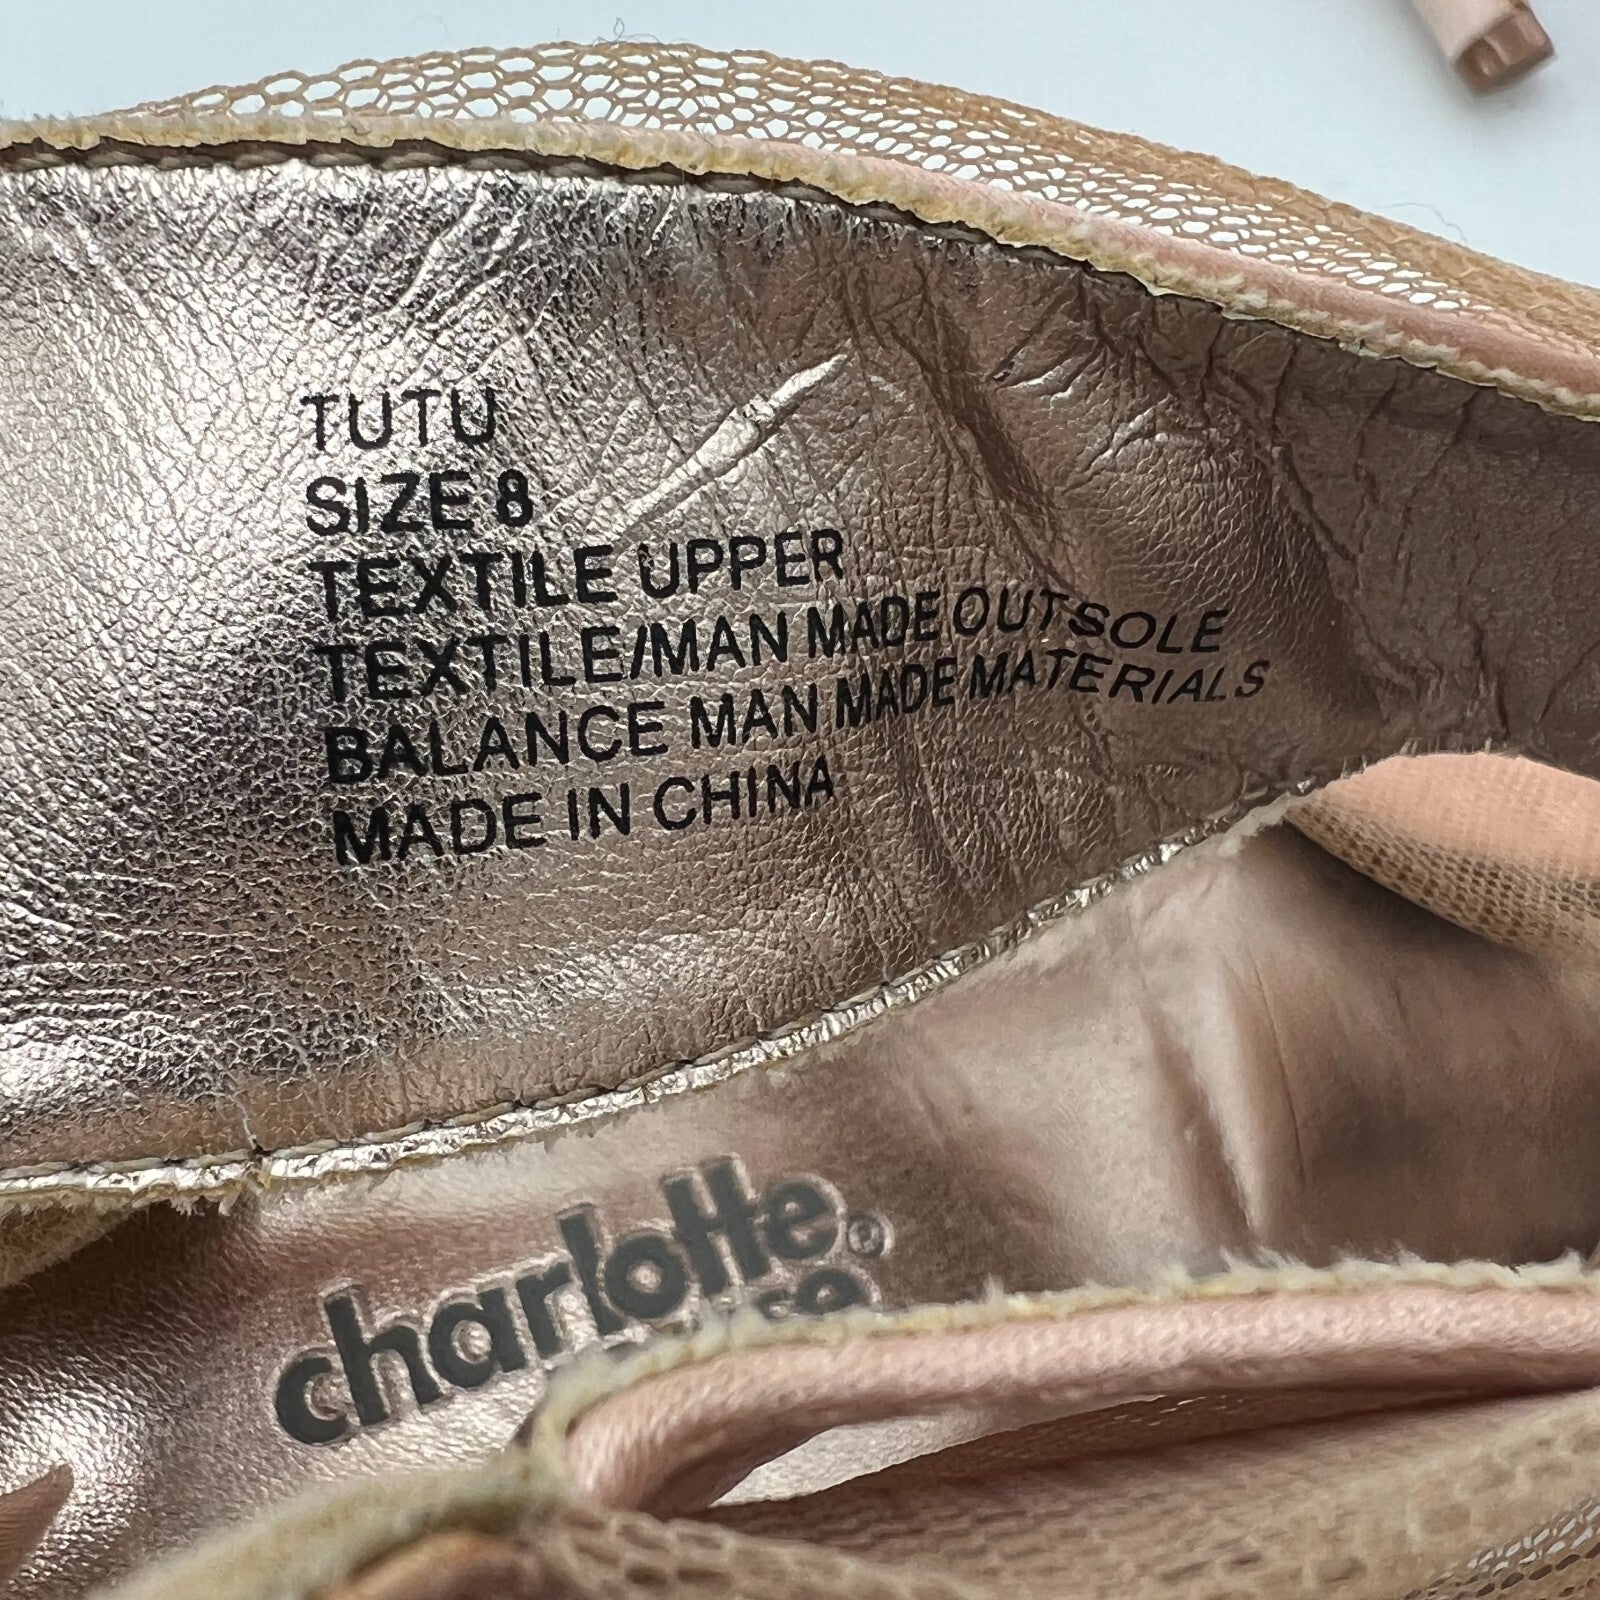 TUTU
SIZE 8
TEXTILE UPPER
TEXTILE/MAN MADE OUTSOLE
BALANCE MAN MADE MATERIALS
MADE IN CHINA
charlotte®